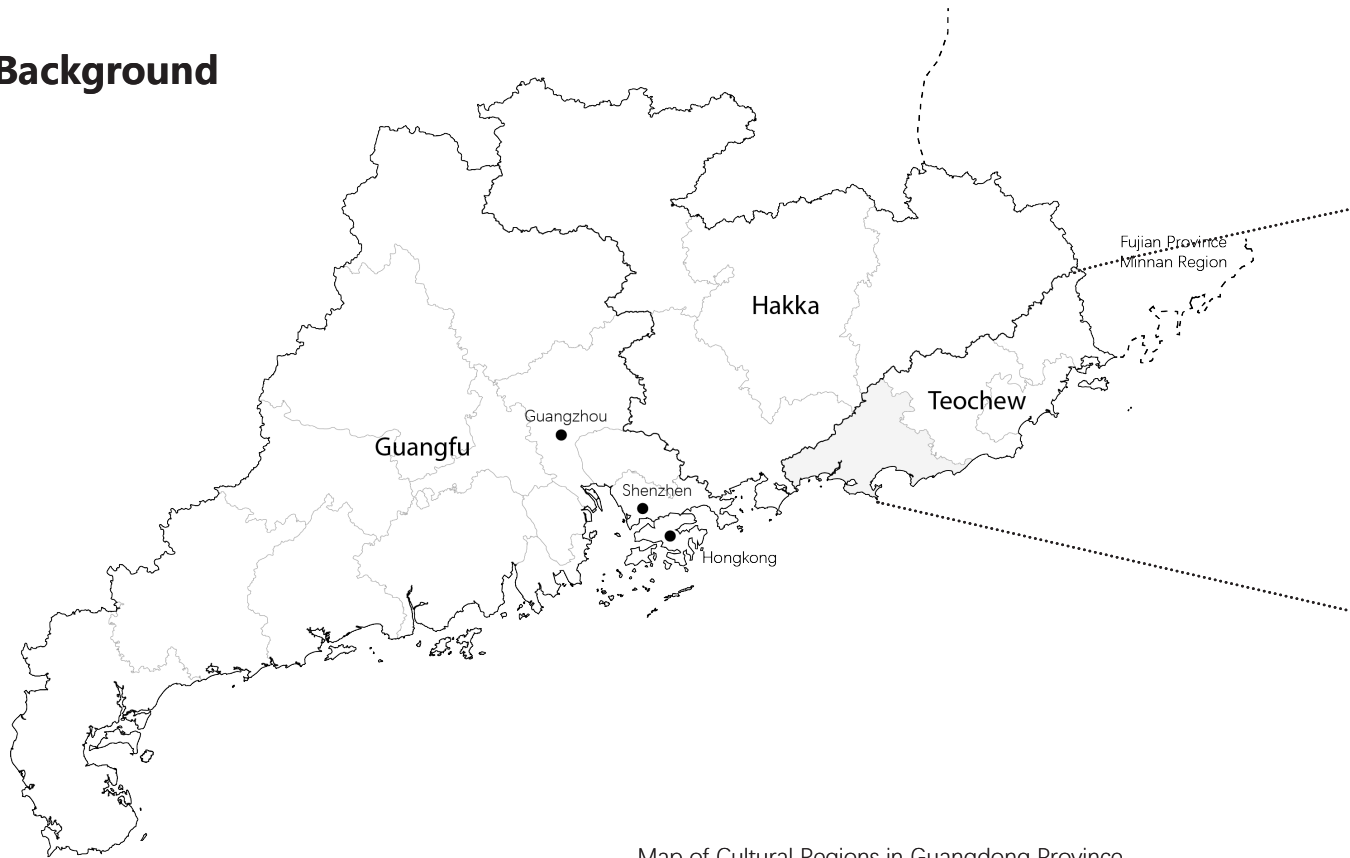 Background
Fujian Province
Minnan Region
Hakka
Teochew
Guangzhou
Guangfu
Shenzhen
Hongkong
Map of Cultural Regions in Guangdong Province